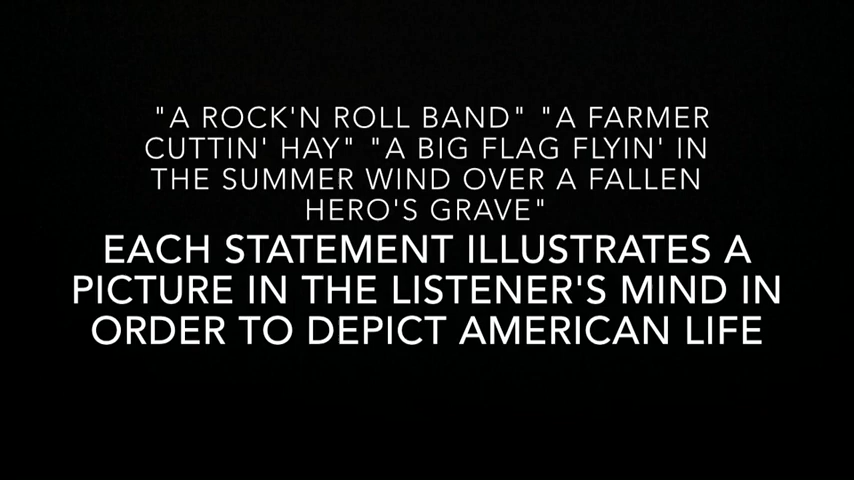 "A ROCK'N ROLL BAND" "A FARMER
CUTTIN' HAY" "A BIG FLAG FLYIN' IN
THE SUMMER WIND OVER A FALLEN
HERO'S GRAVE"
EACH STATEMENT ILLUSTRATES A
PICTURE IN THE LISTENER'S MIND IN
ORDER TO DEPICT AMERICAN LIFE